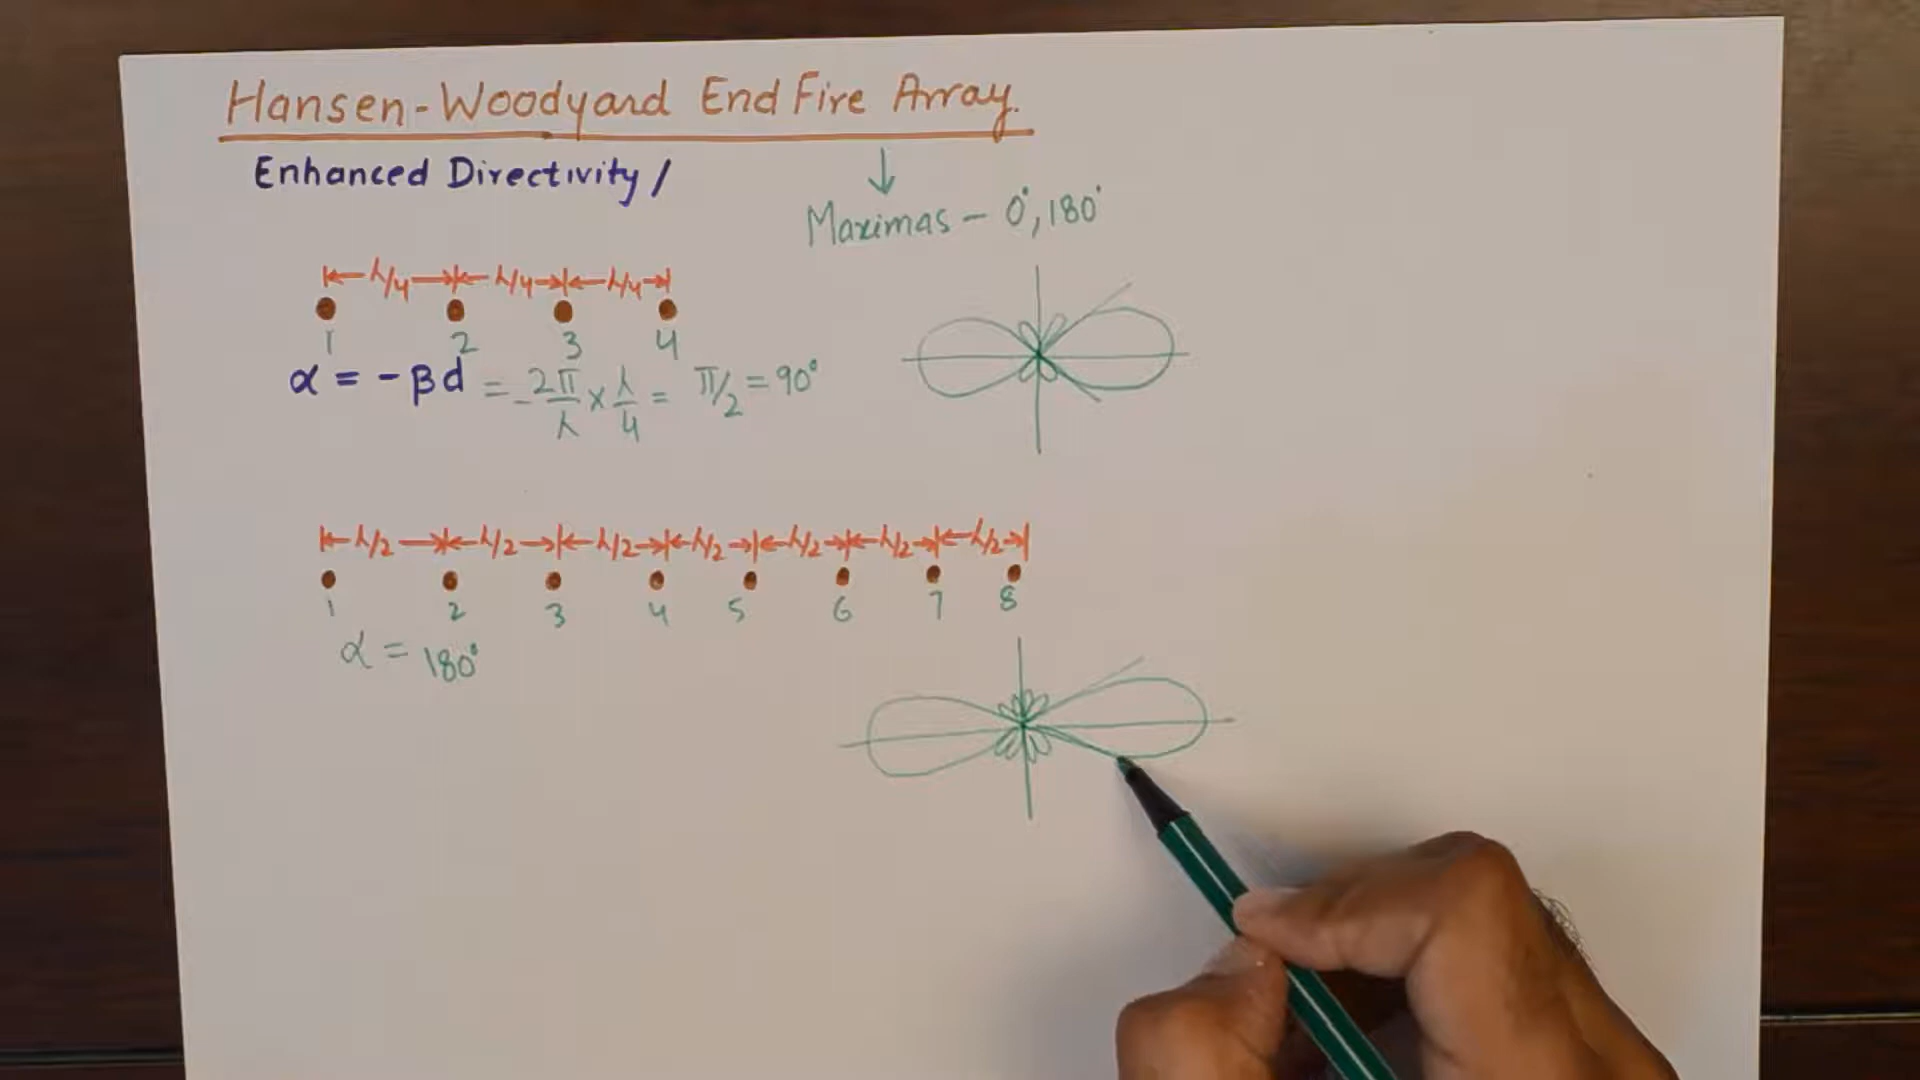 Hansen-Woodyard End Fire Array.
Enhanced Directivity /
↓
Maximas - 0°, 180°
λ/4 λ/4 λ/4
1 2 3 4
α = -βd = -2π/λ × λ/4 = π/2 = 90°
λ/2 λ/2 λ/2 λ/2 λ/2 λ/2 λ/2
1 2 3 4 5 6 7 8
α = 180°